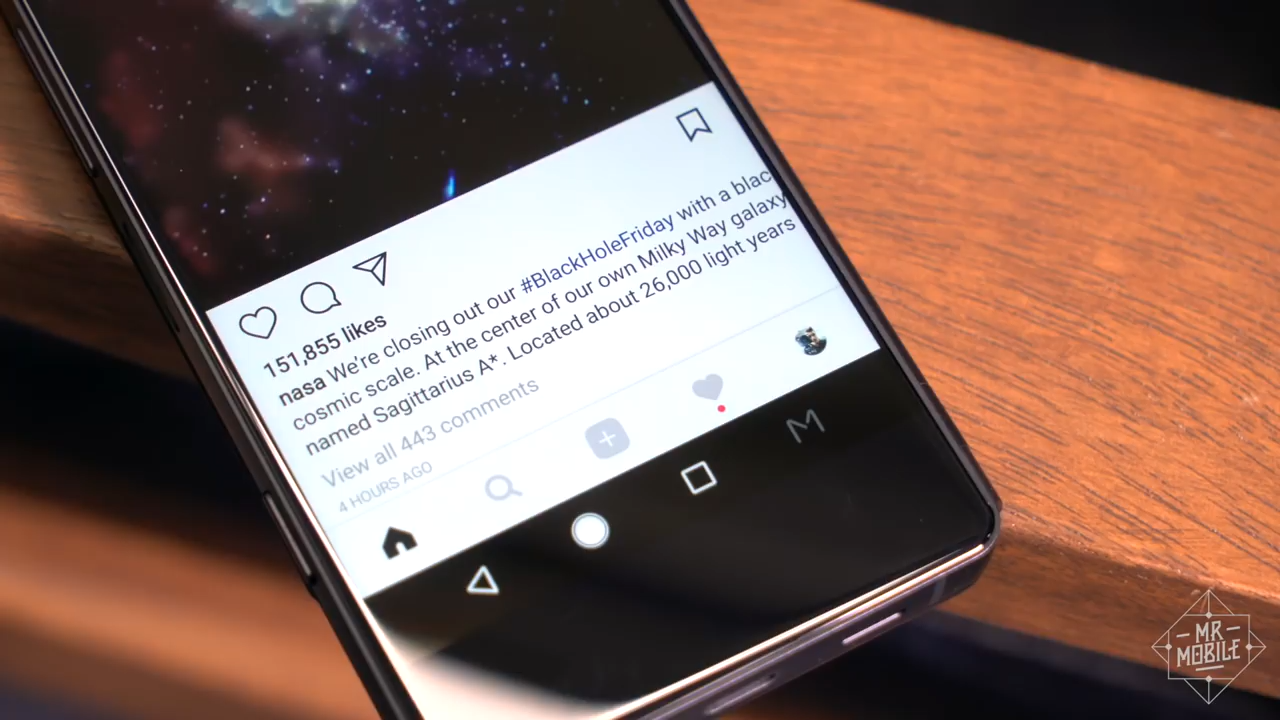 151,855 likes
nasa We're closing out our #BlackHoleFriday with a blac
cosmic scale. At the center of our own Milky Way galaxy
named Sagittarius A*. Located about 26,000 light years
View all 443 comments
4 HOURS AGO
M
MR
MOBILE